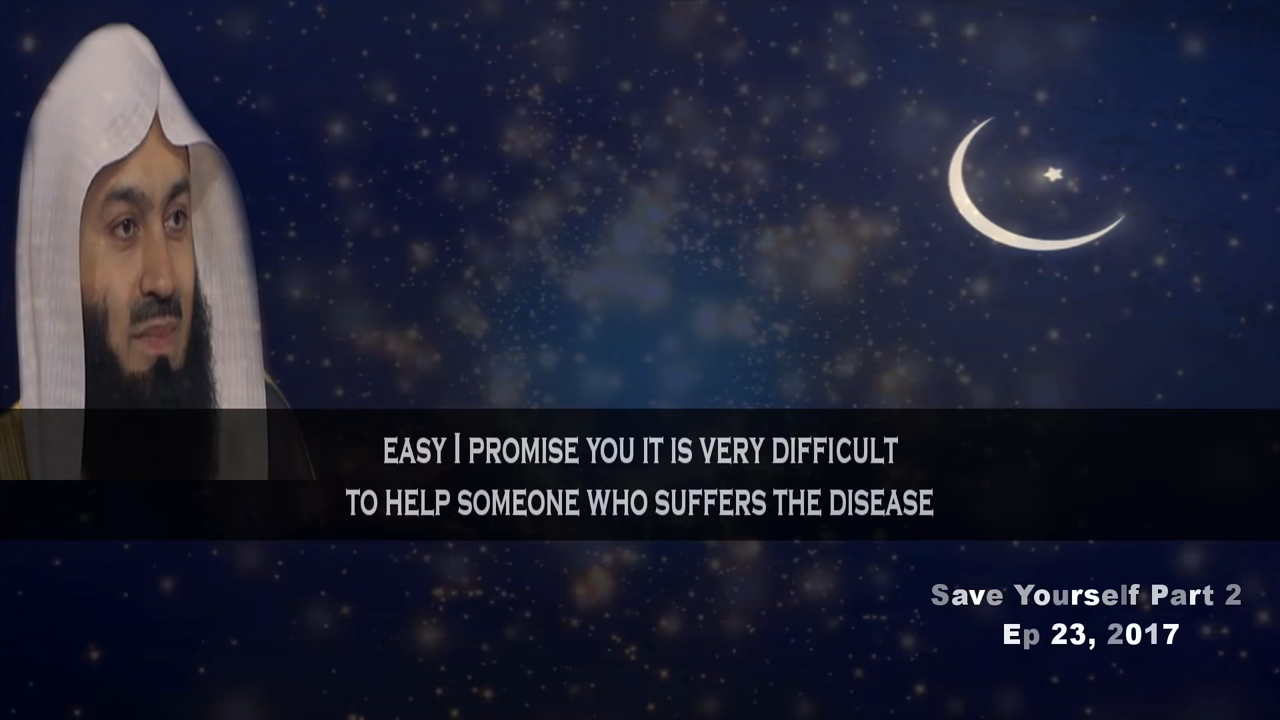 EASY I PROMISE YOU IT IS VERY DIFFICULT
TO HELP SOMEONE WHO SUFFERS THE DISEASE
Save Yourself Part 2
Ep 23, 2017